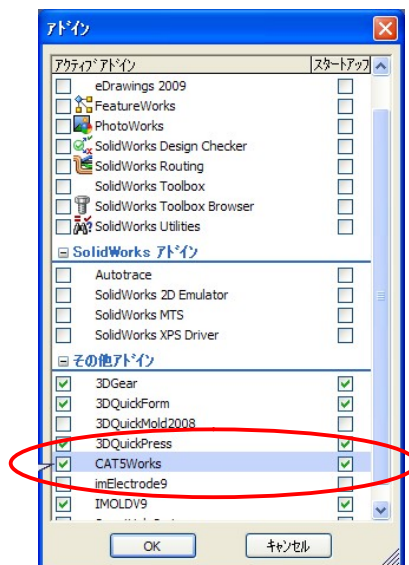 アドイン
アクティブ アドイン スタートアップ
eDrawings 2009
FeatureWorks
PhotoWorks
SolidWorks Design Checker
SolidWorks Routing
SolidWorks Toolbox
SolidWorks Toolbox Browser
SolidWorks Utilities
SolidWorks アドイン
Autotrace
SolidWorks 2D Emulator
SolidWorks MTS
SolidWorks XPS Driver
その他アドイン
3DGear
3DQuickForm
3DQuickMold2008
3DQuickPress
CAT5Works
imElectrode9
IMOLDV9
OK キャンセル